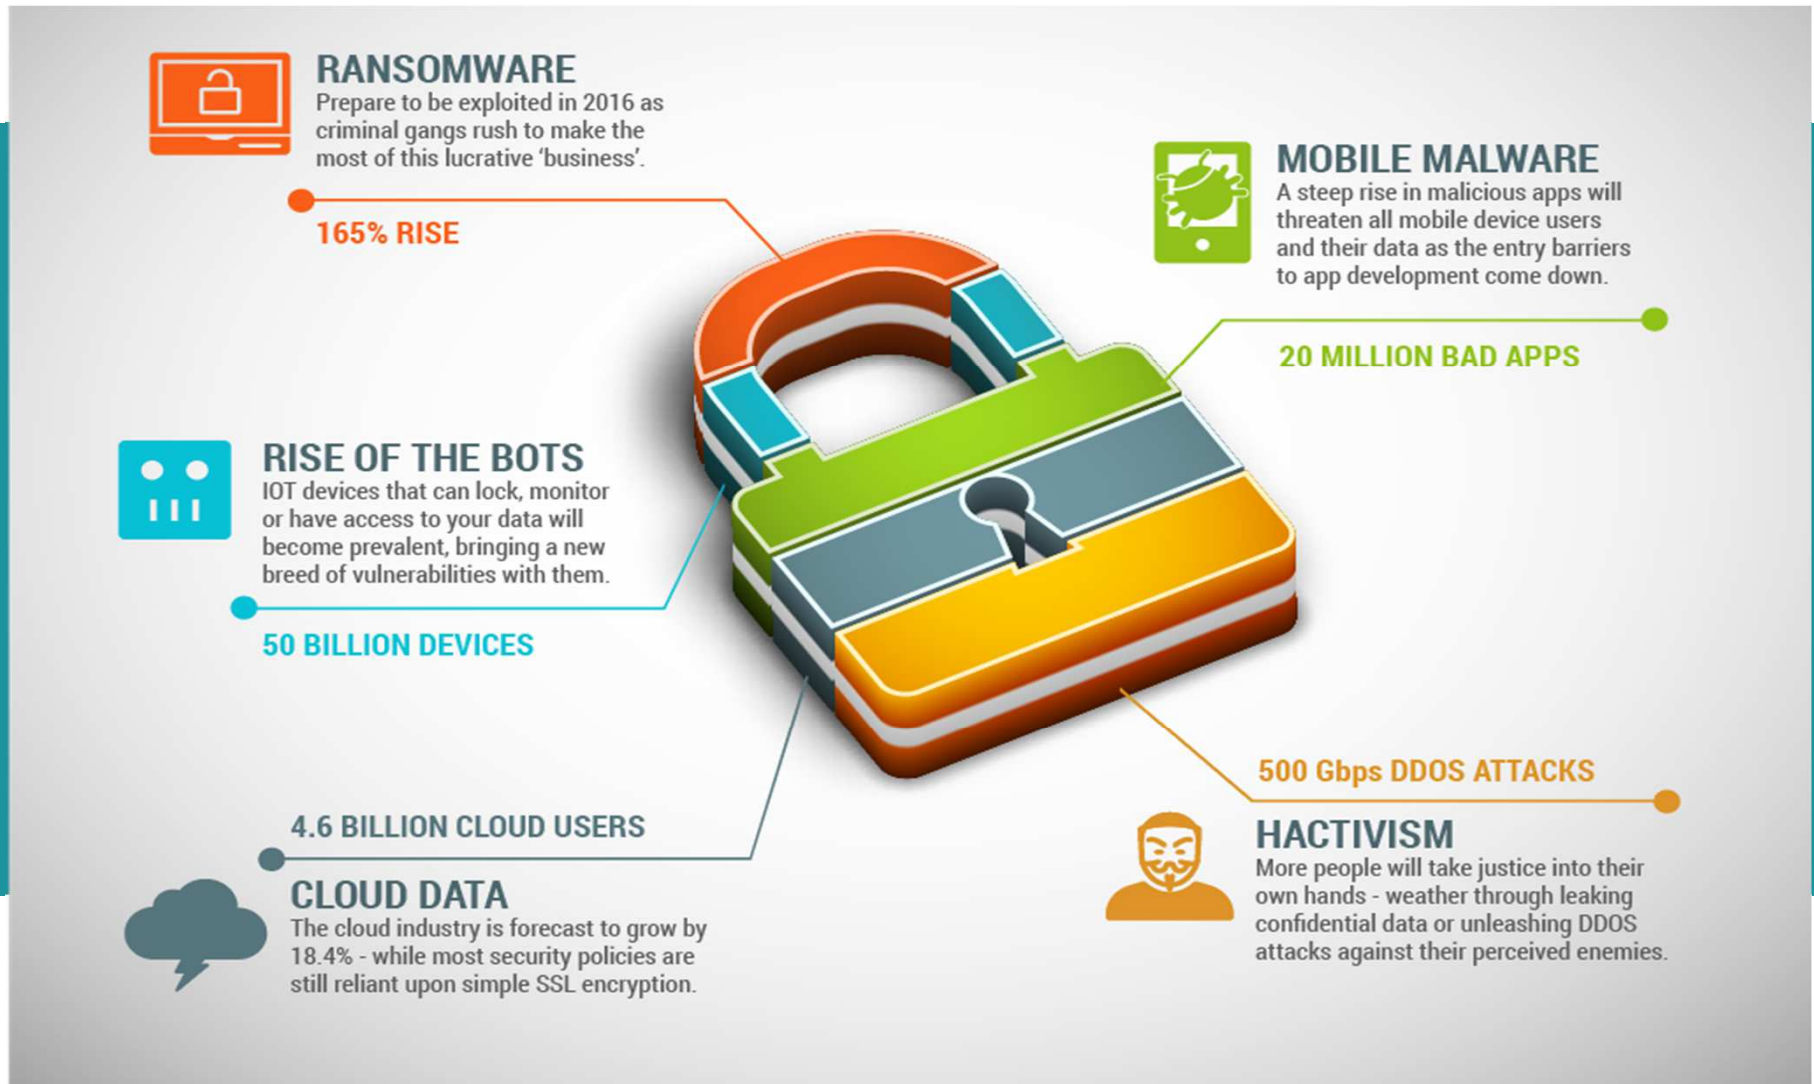 RANSOMWARE
Prepare to be exploited in 2016 as
criminal gangs rush to make the
most of this lucrative ‘business’.
165% RISE
MOBILE MALWARE
A steep rise in malicious apps will
threaten all mobile device users
and their data as the entry barriers
to app development come down.
20 MILLION BAD APPS
RISE OF THE BOTS
IOT devices that can lock, monitor
or have access to your data will
become prevalent, bringing a new
breed of vulnerabilities with them.
50 BILLION DEVICES
4.6 BILLION CLOUD USERS
CLOUD DATA
The cloud industry is forecast to grow by
18.4% - while most security policies are
still reliant upon simple SSL encryption.
500 Gbps DDOS ATTACKS
HACTIVISM
More people will take justice into their
own hands - weather through leaking
confidential data or unleashing DDOS
attacks against their perceived enemies.